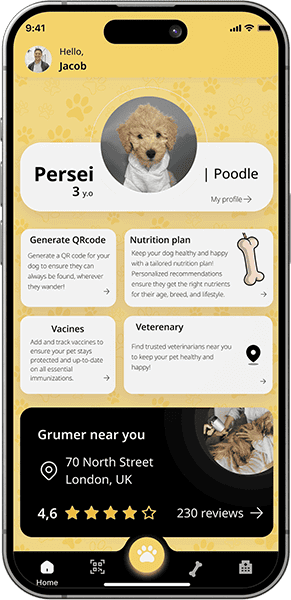 9:41
Hello,
Jacob
Persei
3 y.o
| Poodle
My profile
Generate QRcode
Generate a QR code for your
dog to ensure they can
always be found, wherever
they wander!
Nutrition plan
Keep your dog healthy and happy
with a tailored nutrition plan!
Personalized recommendations
ensure they get the right nutrients
for their age, breed, and lifestyle.
Vacines
Add and track vaccines to
ensure your pet stays
protected and up-to-date
on all essential
immunizations.
Veterenary
Find trusted veterinarians near you
to keep your pet healthy and
happy!
Grumer near you
70 North Street
London, UK
4,6
230 reviews
Home